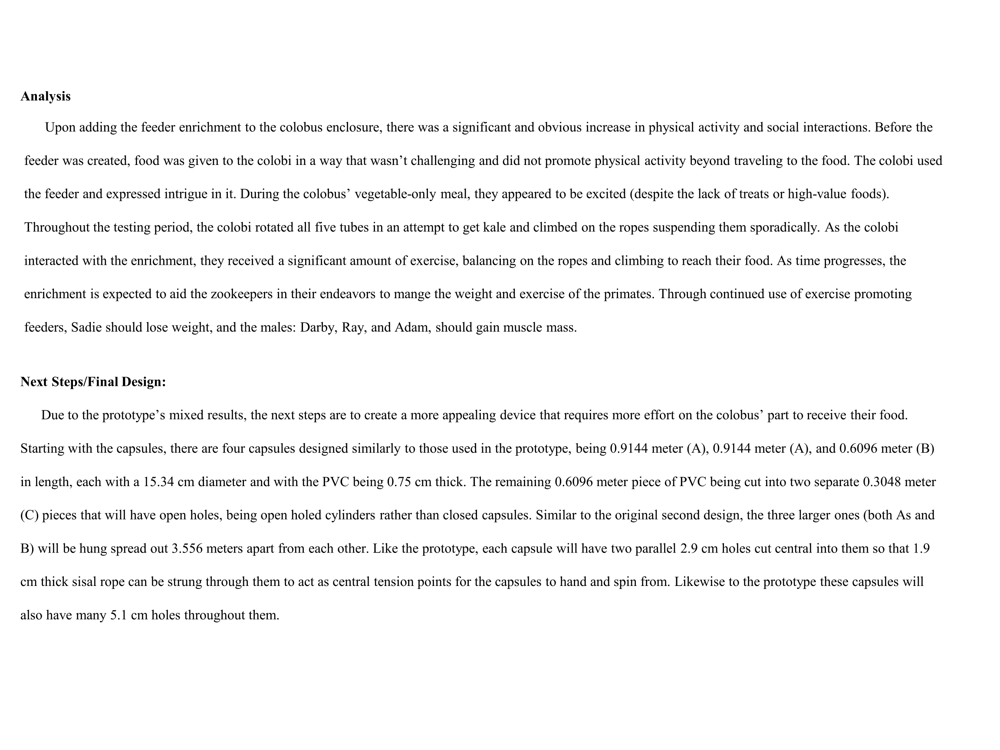 Analysis
Upon adding the feeder enrichment to the colobus enclosure, there was a significant and obvious increase in physical activity and social interactions. Before the
feeder was created, food was given to the colobi in a way that wasn’t challenging and did not promote physical activity beyond traveling to the food. The colobi used
the feeder and expressed intrigue in it. During the colobus’ vegetable-only meal, they appeared to be excited (despite the lack of treats or high-value foods).
Throughout the testing period, the colobi rotated all five tubes in an attempt to get kale and climbed on the ropes suspending them sporadically. As the colobi
interacted with the enrichment, they received a significant amount of exercise, balancing on the ropes and climbing to reach their food. As time progresses, the
enrichment is expected to aid the zookeepers in their endeavors to mange the weight and exercise of the primates. Through continued use of exercise promoting
feeders, Sadie should lose weight, and the males: Darby, Ray, and Adam, should gain muscle mass.
Next Steps/Final Design:
Due to the prototype’s mixed results, the next steps are to create a more appealing device that requires more effort on the colobus’ part to receive their food.
Starting with the capsules, there are four capsules designed similarly to those used in the prototype, being 0.9144 meter (A), 0.9144 meter (A), and 0.6096 meter (B)
in length, each with a 15.34 cm diameter and with the PVC being 0.75 cm thick. The remaining 0.6096 meter piece of PVC being cut into two separate 0.3048 meter
(C) pieces that will have open holes, being open holed cylinders rather than closed capsules. Similar to the original second design, the three larger ones (both As and
B) will be hung spread out 3.556 meters apart from each other. Like the prototype, each capsule will have two parallel 2.9 cm holes cut central into them so that 1.9
cm thick sisal rope can be strung through them to act as central tension points for the capsules to hand and spin from. Likewise to the prototype these capsules will
also have many 5.1 cm holes throughout them.